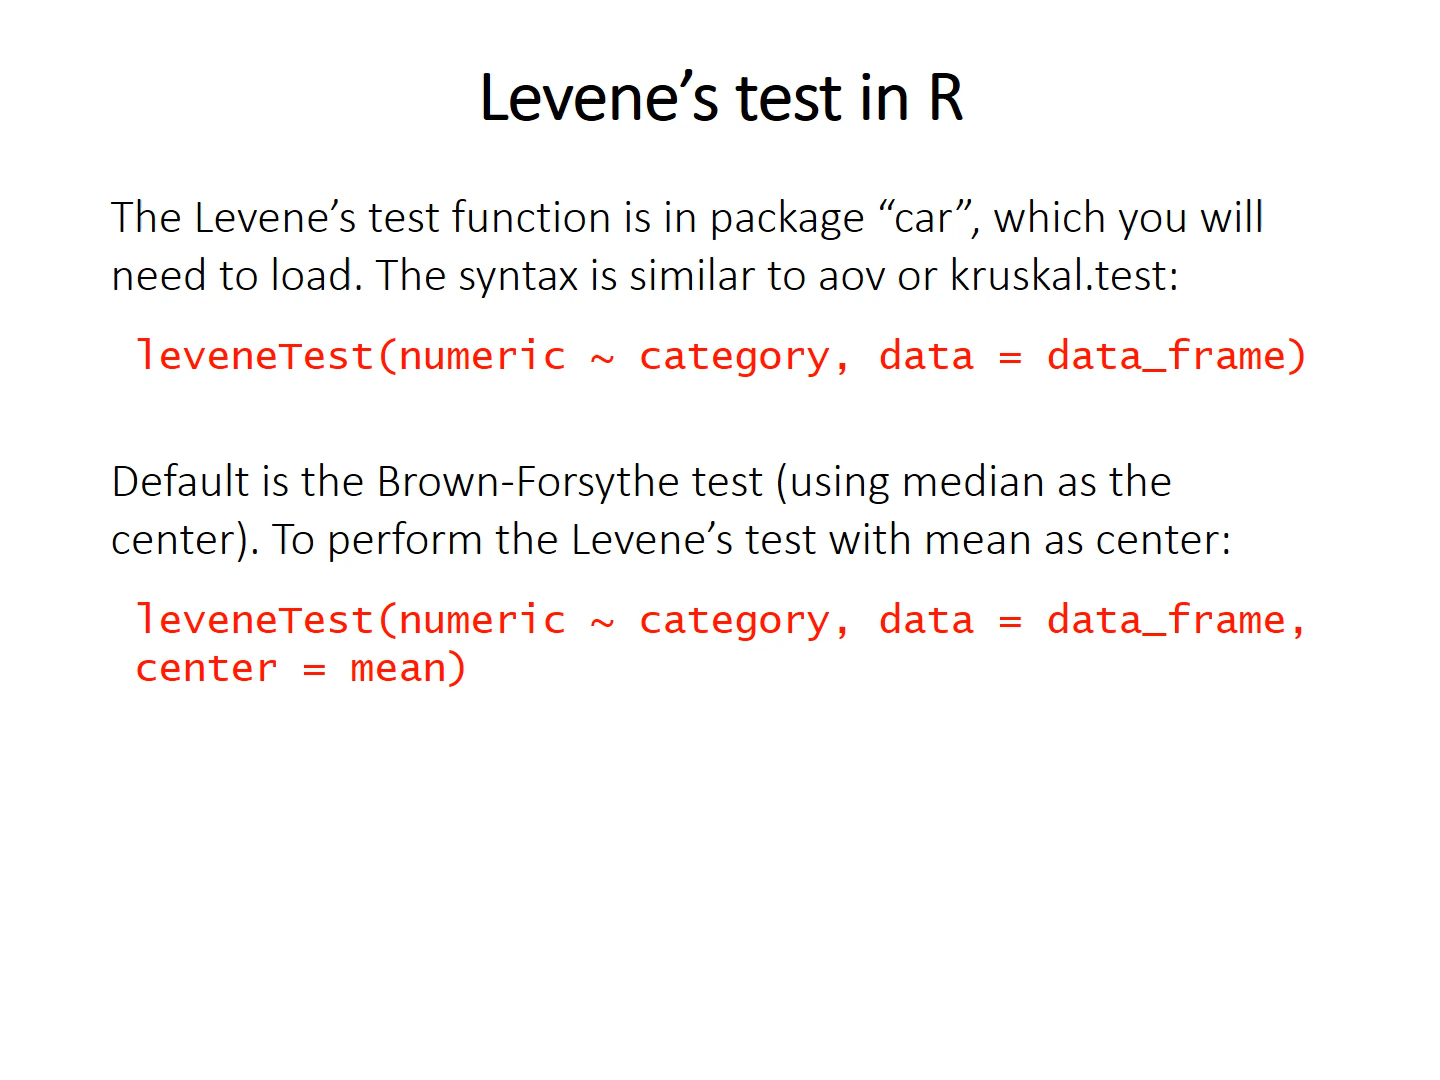 Levene’s test in R
The Levene’s test function is in package “car”, which you will
need to load. The syntax is similar to aov or kruskal.test:
leveneTest(numeric ~ category, data = data_frame)
Default is the Brown-Forsythe test (using median as the
center). To perform the Levene’s test with mean as center:
leveneTest(numeric ~ category, data = data_frame,
center = mean)